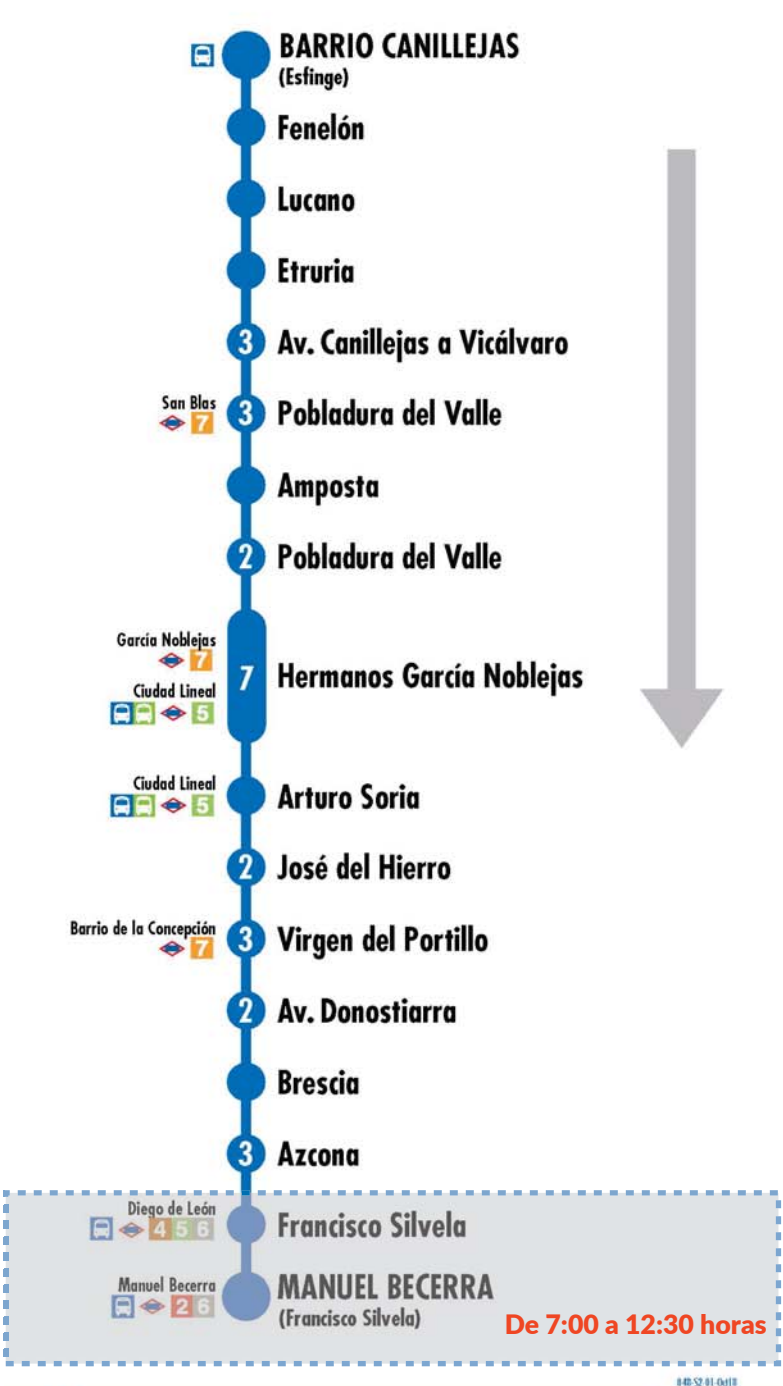 BARRIO CANILLEJAS
(Esfinge)
Fenelón
Lucano
Etruria
3 Av. Canillejas a Vicálvaro
San Blas
7
3 Pobladura del Valle
Amposta
2 Pobladura del Valle
García Noblejas
7
Ciudad Lineal
5
7 Hermanos García Noblejas
Ciudad Lineal
5
Arturo Soria
2 José del Hierro
Barrio de la Concepción
7
3 Virgen del Portillo
2 Av. Donostiarra
Brescia
3 Azcona
Diego de León
4 5 6
Francisco Silvela
Manuel Becerra
2 6
MANUEL BECERRA
(Francisco Silvela)
De 7:00 a 12:30 horas